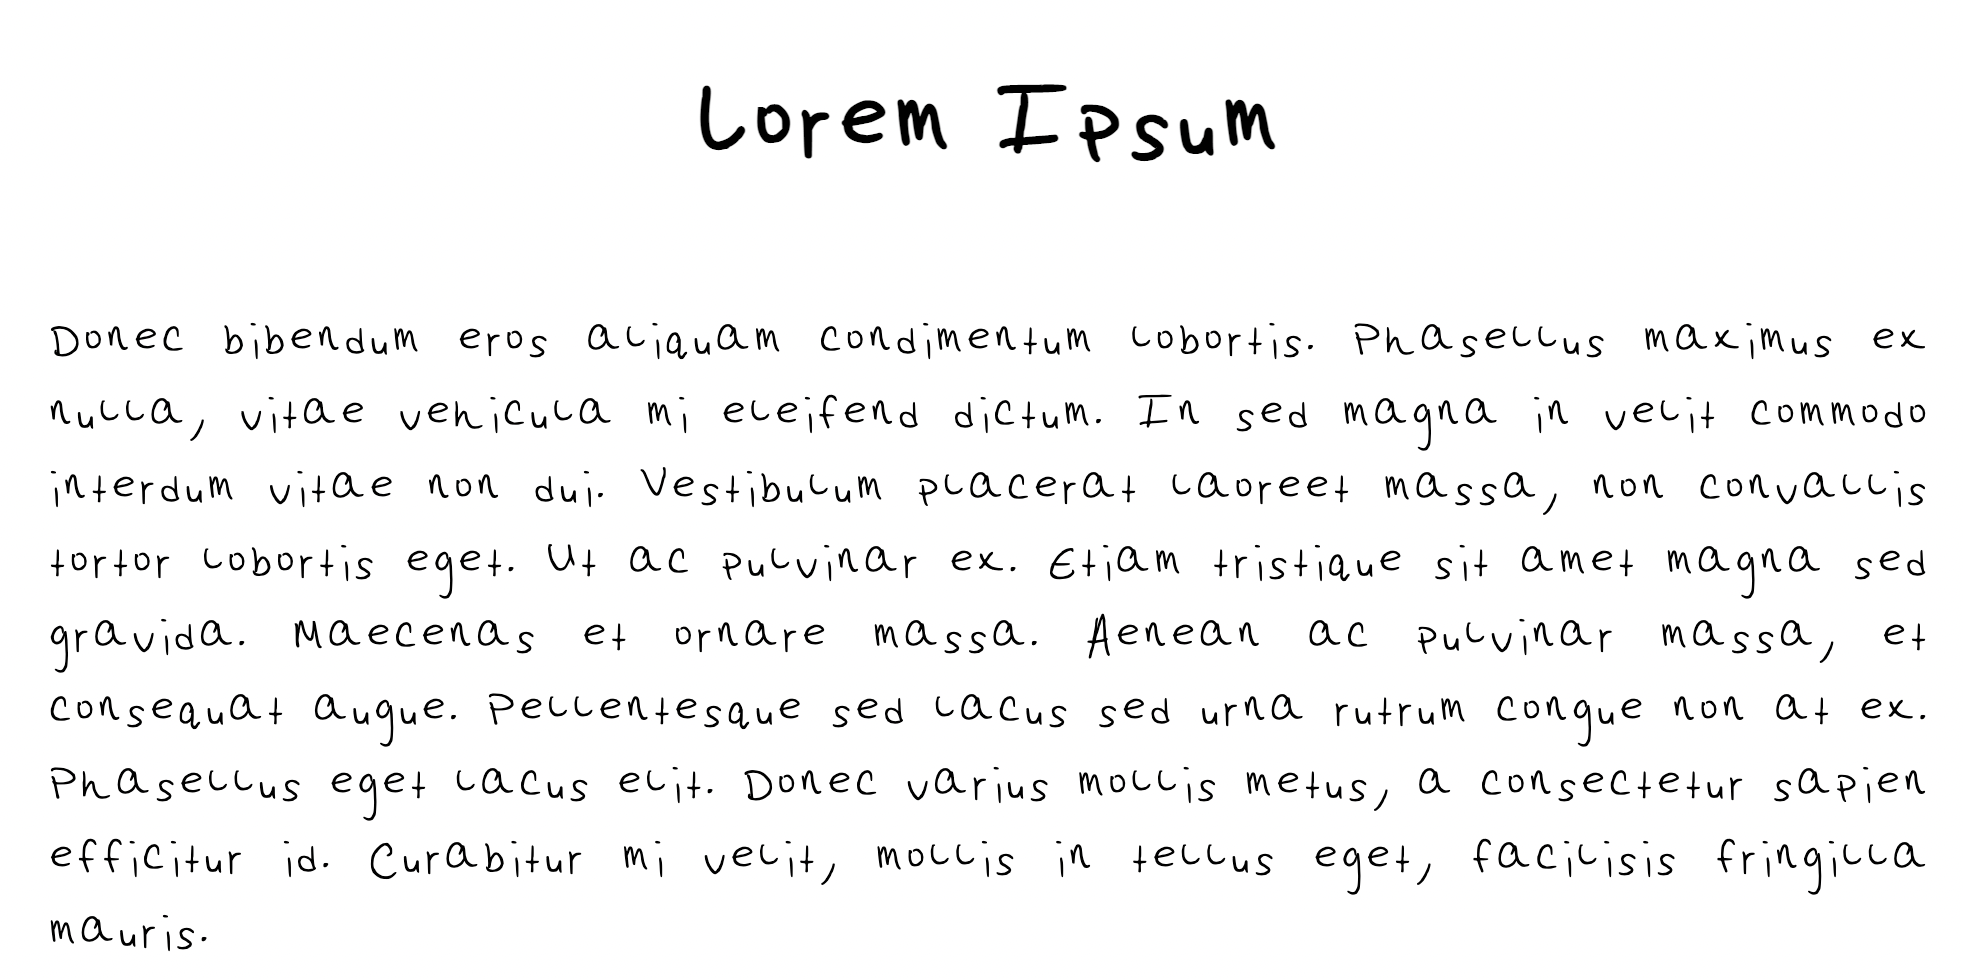 Lorem Ipsum
Donec bibendum eros aliquam condimentum lobortis. Phasellus maximus ex
nulla, vitae vehicula mi eleifend dictum. In sed magna in velit commodo
interdum vitae non dui. Vestibulum placerat laoreet massa, non convallis
tortor lobortis eget. Ut ac pulvinar ex. Etiam tristique sit amet magna sed
gravida. Maecenas et ornare massa. Aenean ac pulvinar massa, et
consequat augue. Pellentesque sed lacus sed urna rutrum congue non at ex.
Phasellus eget lacus elit. Donec varius mollis metus, a consectetur sapien
efficitur id. Curabitur mi velit, mollis in tellus eget, facilisis fringilla
mauris.